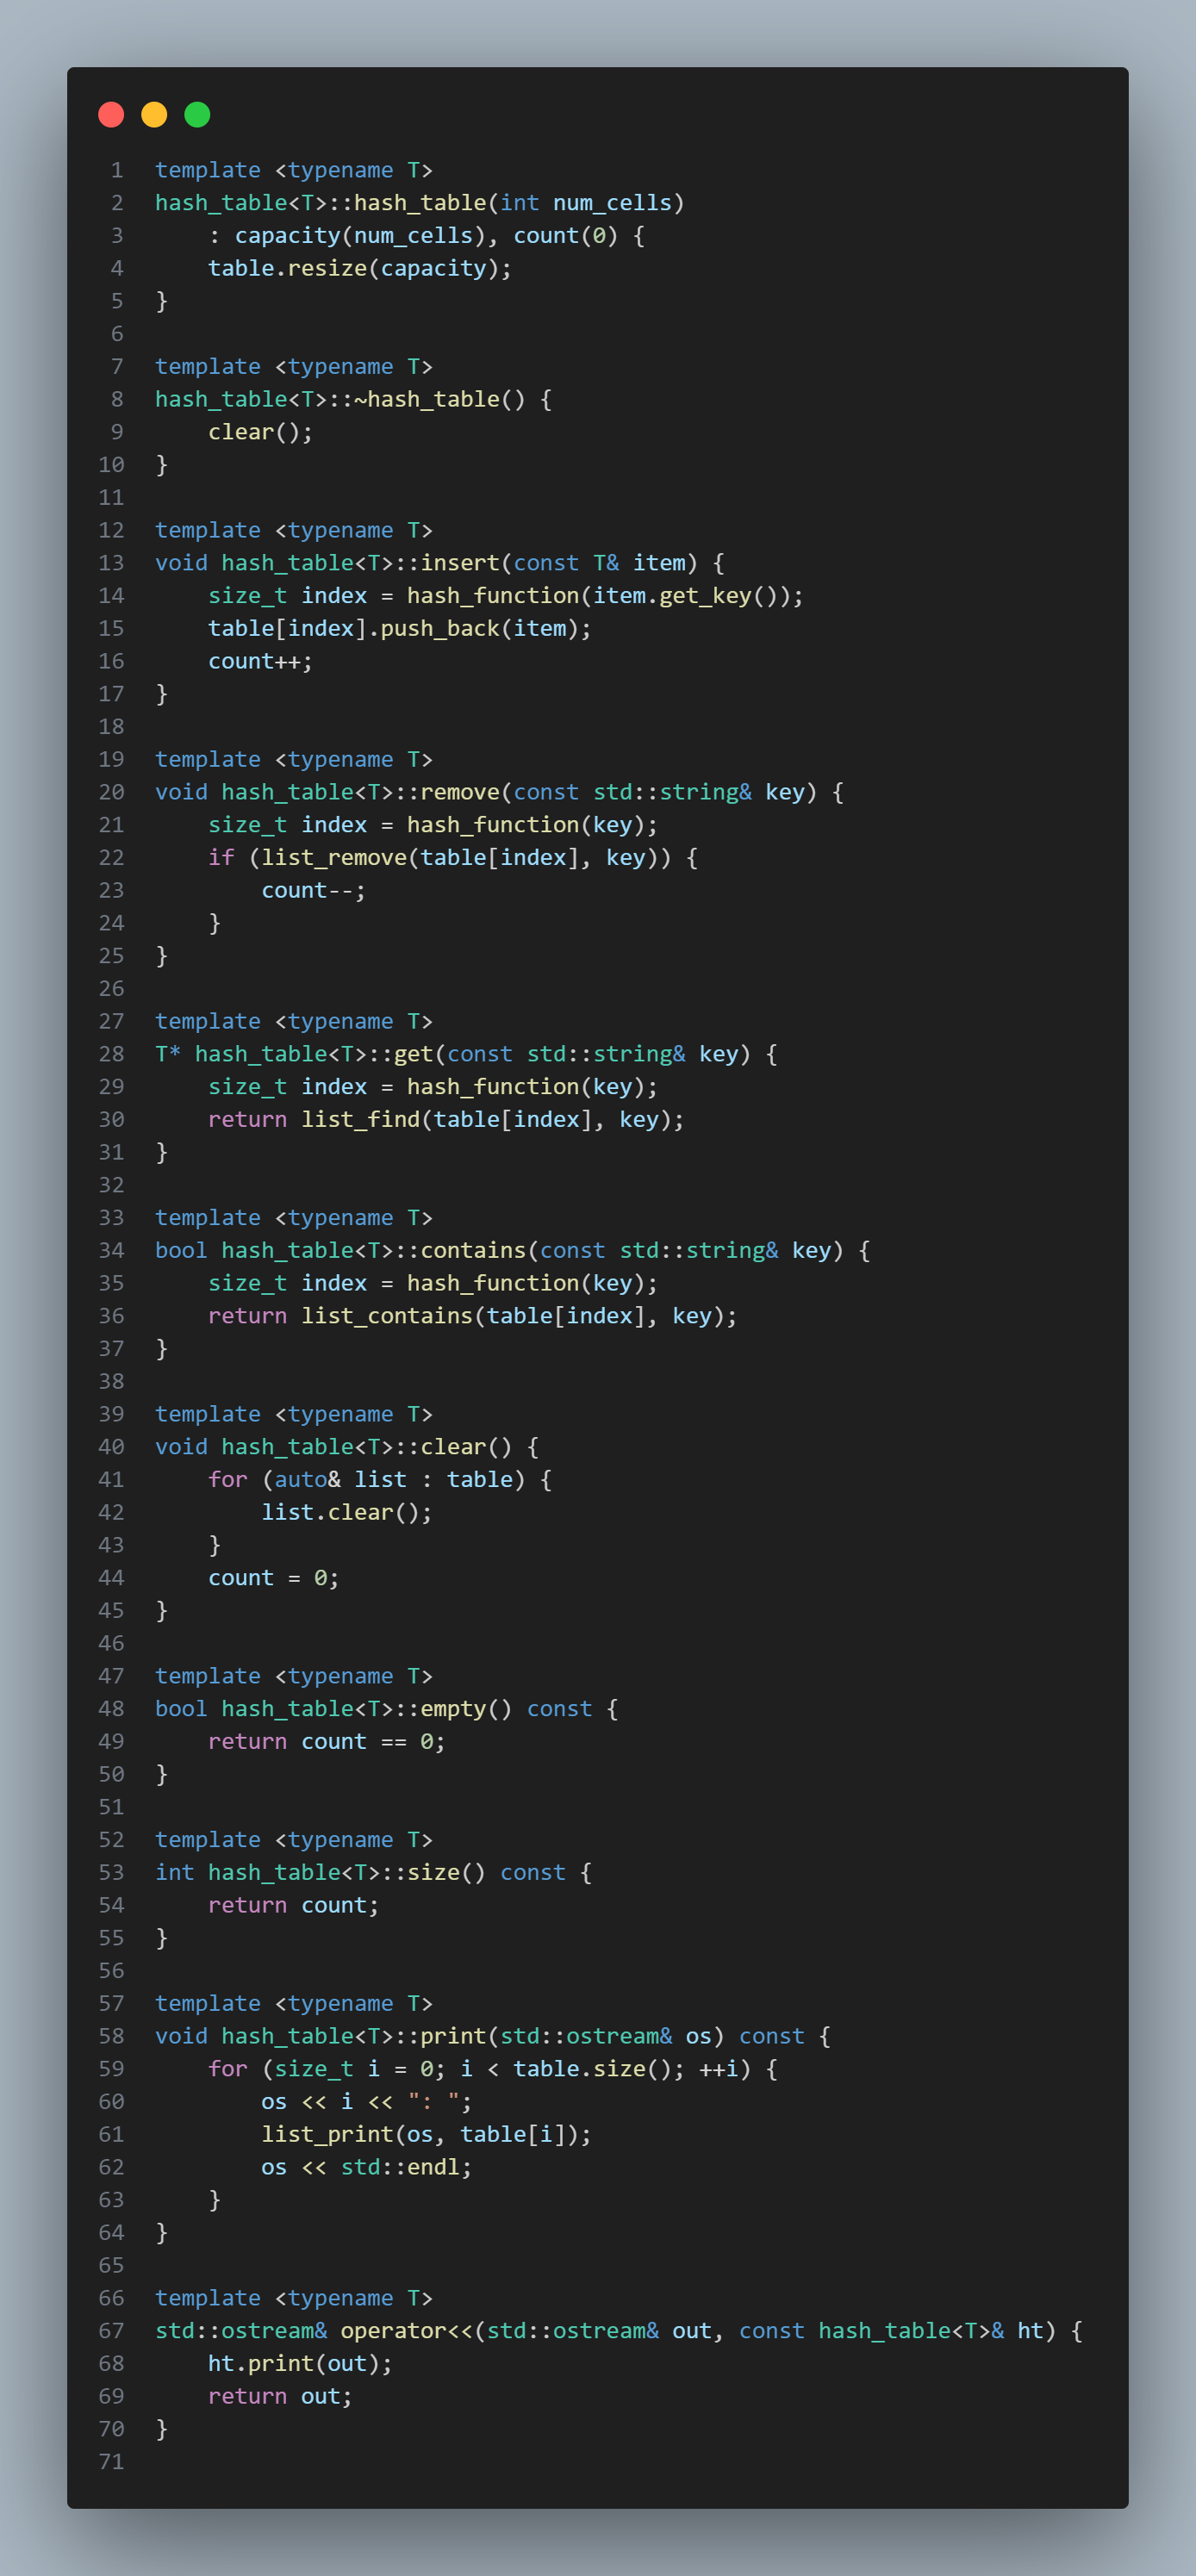 1 template <typename T>
2 hash_table<T>::hash_table(int num_cells)
3     : capacity(num_cells), count(0) {
4     table.resize(capacity);
5 }
6
7 template <typename T>
8 hash_table<T>::~hash_table() {
9     clear();
10 }
11
12 template <typename T>
13 void hash_table<T>::insert(const T& item) {
14     size_t index = hash_function(item.get_key());
15     table[index].push_back(item);
16     count++;
17 }
18
19 template <typename T>
20 void hash_table<T>::remove(const std::string& key) {
21     size_t index = hash_function(key);
22     if (list_remove(table[index], key)) {
23         count--;
24     }
25 }
26
27 template <typename T>
28 T* hash_table<T>::get(const std::string& key) {
29     size_t index = hash_function(key);
30     return list_find(table[index], key);
31 }
32
33 template <typename T>
34 bool hash_table<T>::contains(const std::string& key) {
35     size_t index = hash_function(key);
36     return list_contains(table[index], key);
37 }
38
39 template <typename T>
40 void hash_table<T>::clear() {
41     for (auto& list : table) {
42         list.clear();
43     }
44     count = 0;
45 }
46
47 template <typename T>
48 bool hash_table<T>::empty() const {
49     return count == 0;
50 }
51
52 template <typename T>
53 int hash_table<T>::size() const {
54     return count;
55 }
56
57 template <typename T>
58 void hash_table<T>::print(std::ostream& os) const {
59     for (size_t i = 0; i < table.size(); ++i) {
60         os << i << ": ";
61         list_print(os, table[i]);
62         os << std::endl;
63     }
64 }
65
66 template <typename T>
67 std::ostream& operator<<(std::ostream& out, const hash_table<T>& ht) {
68     ht.print(out);
69     return out;
70 }
71